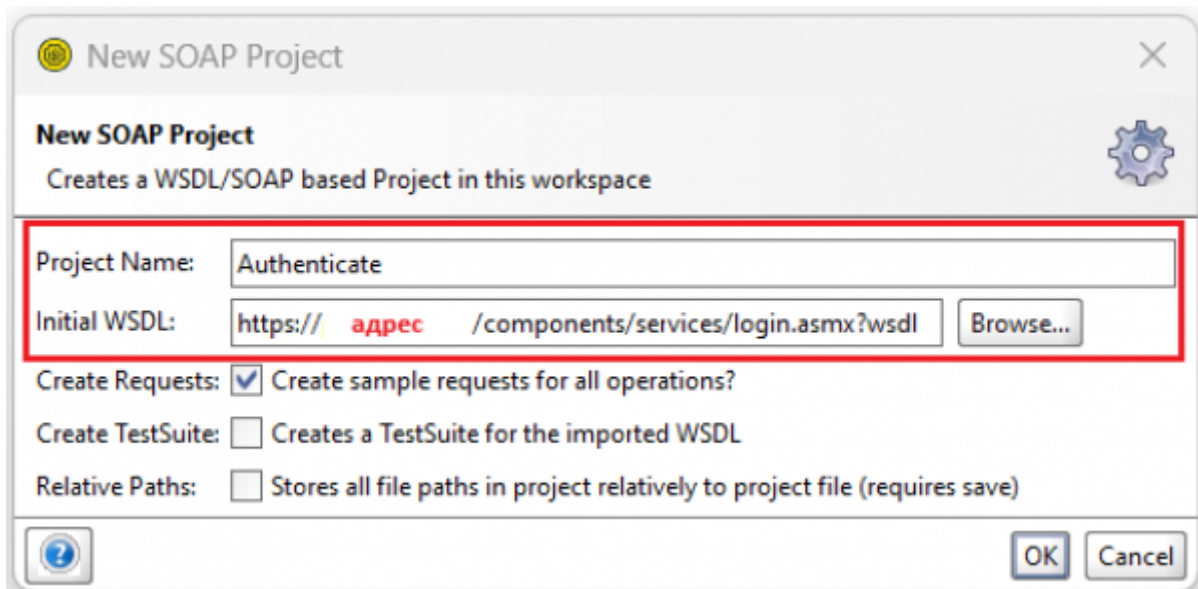 New SOAP Project
New SOAP Project
Creates a WSDL/SOAP based Project in this workspace
Project Name: Authenticate
Initial WSDL: https:// адрес /components/services/login.asmx?wsdl Browse...
Create Requests: Create sample requests for all operations?
Create TestSuite: Creates a TestSuite for the imported WSDL
Relative Paths: Stores all file paths in project relatively to project file (requires save)
? OK Cancel